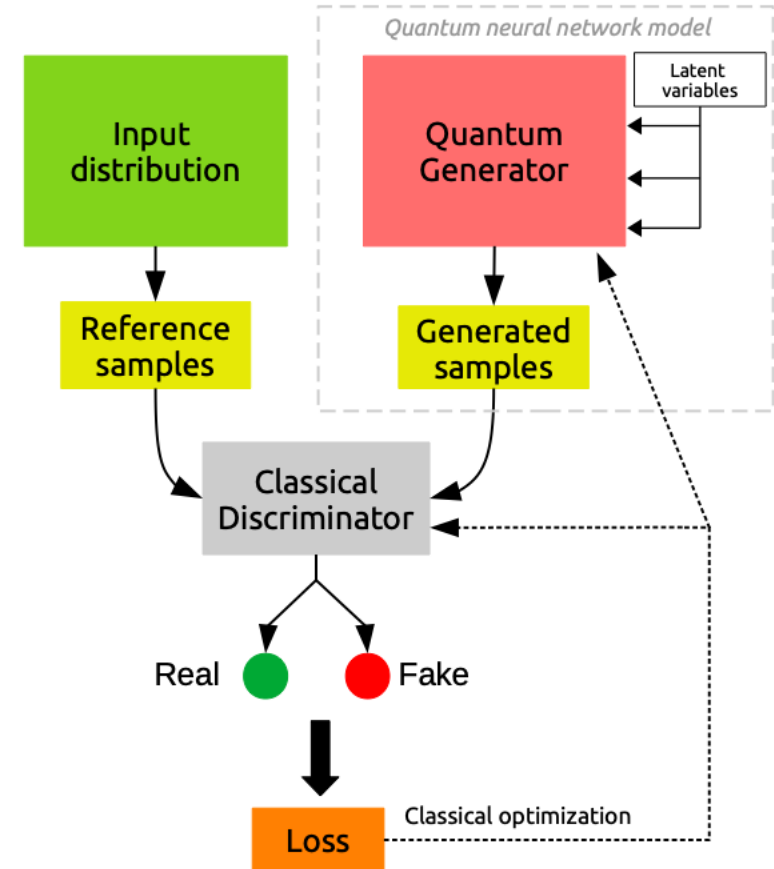 Quantum neural network model
Input
distribution
Quantum
Generator
Latent
variables
Reference
samples
Generated
samples
Classical
Discriminator
Real
Fake
Classical optimization
Loss